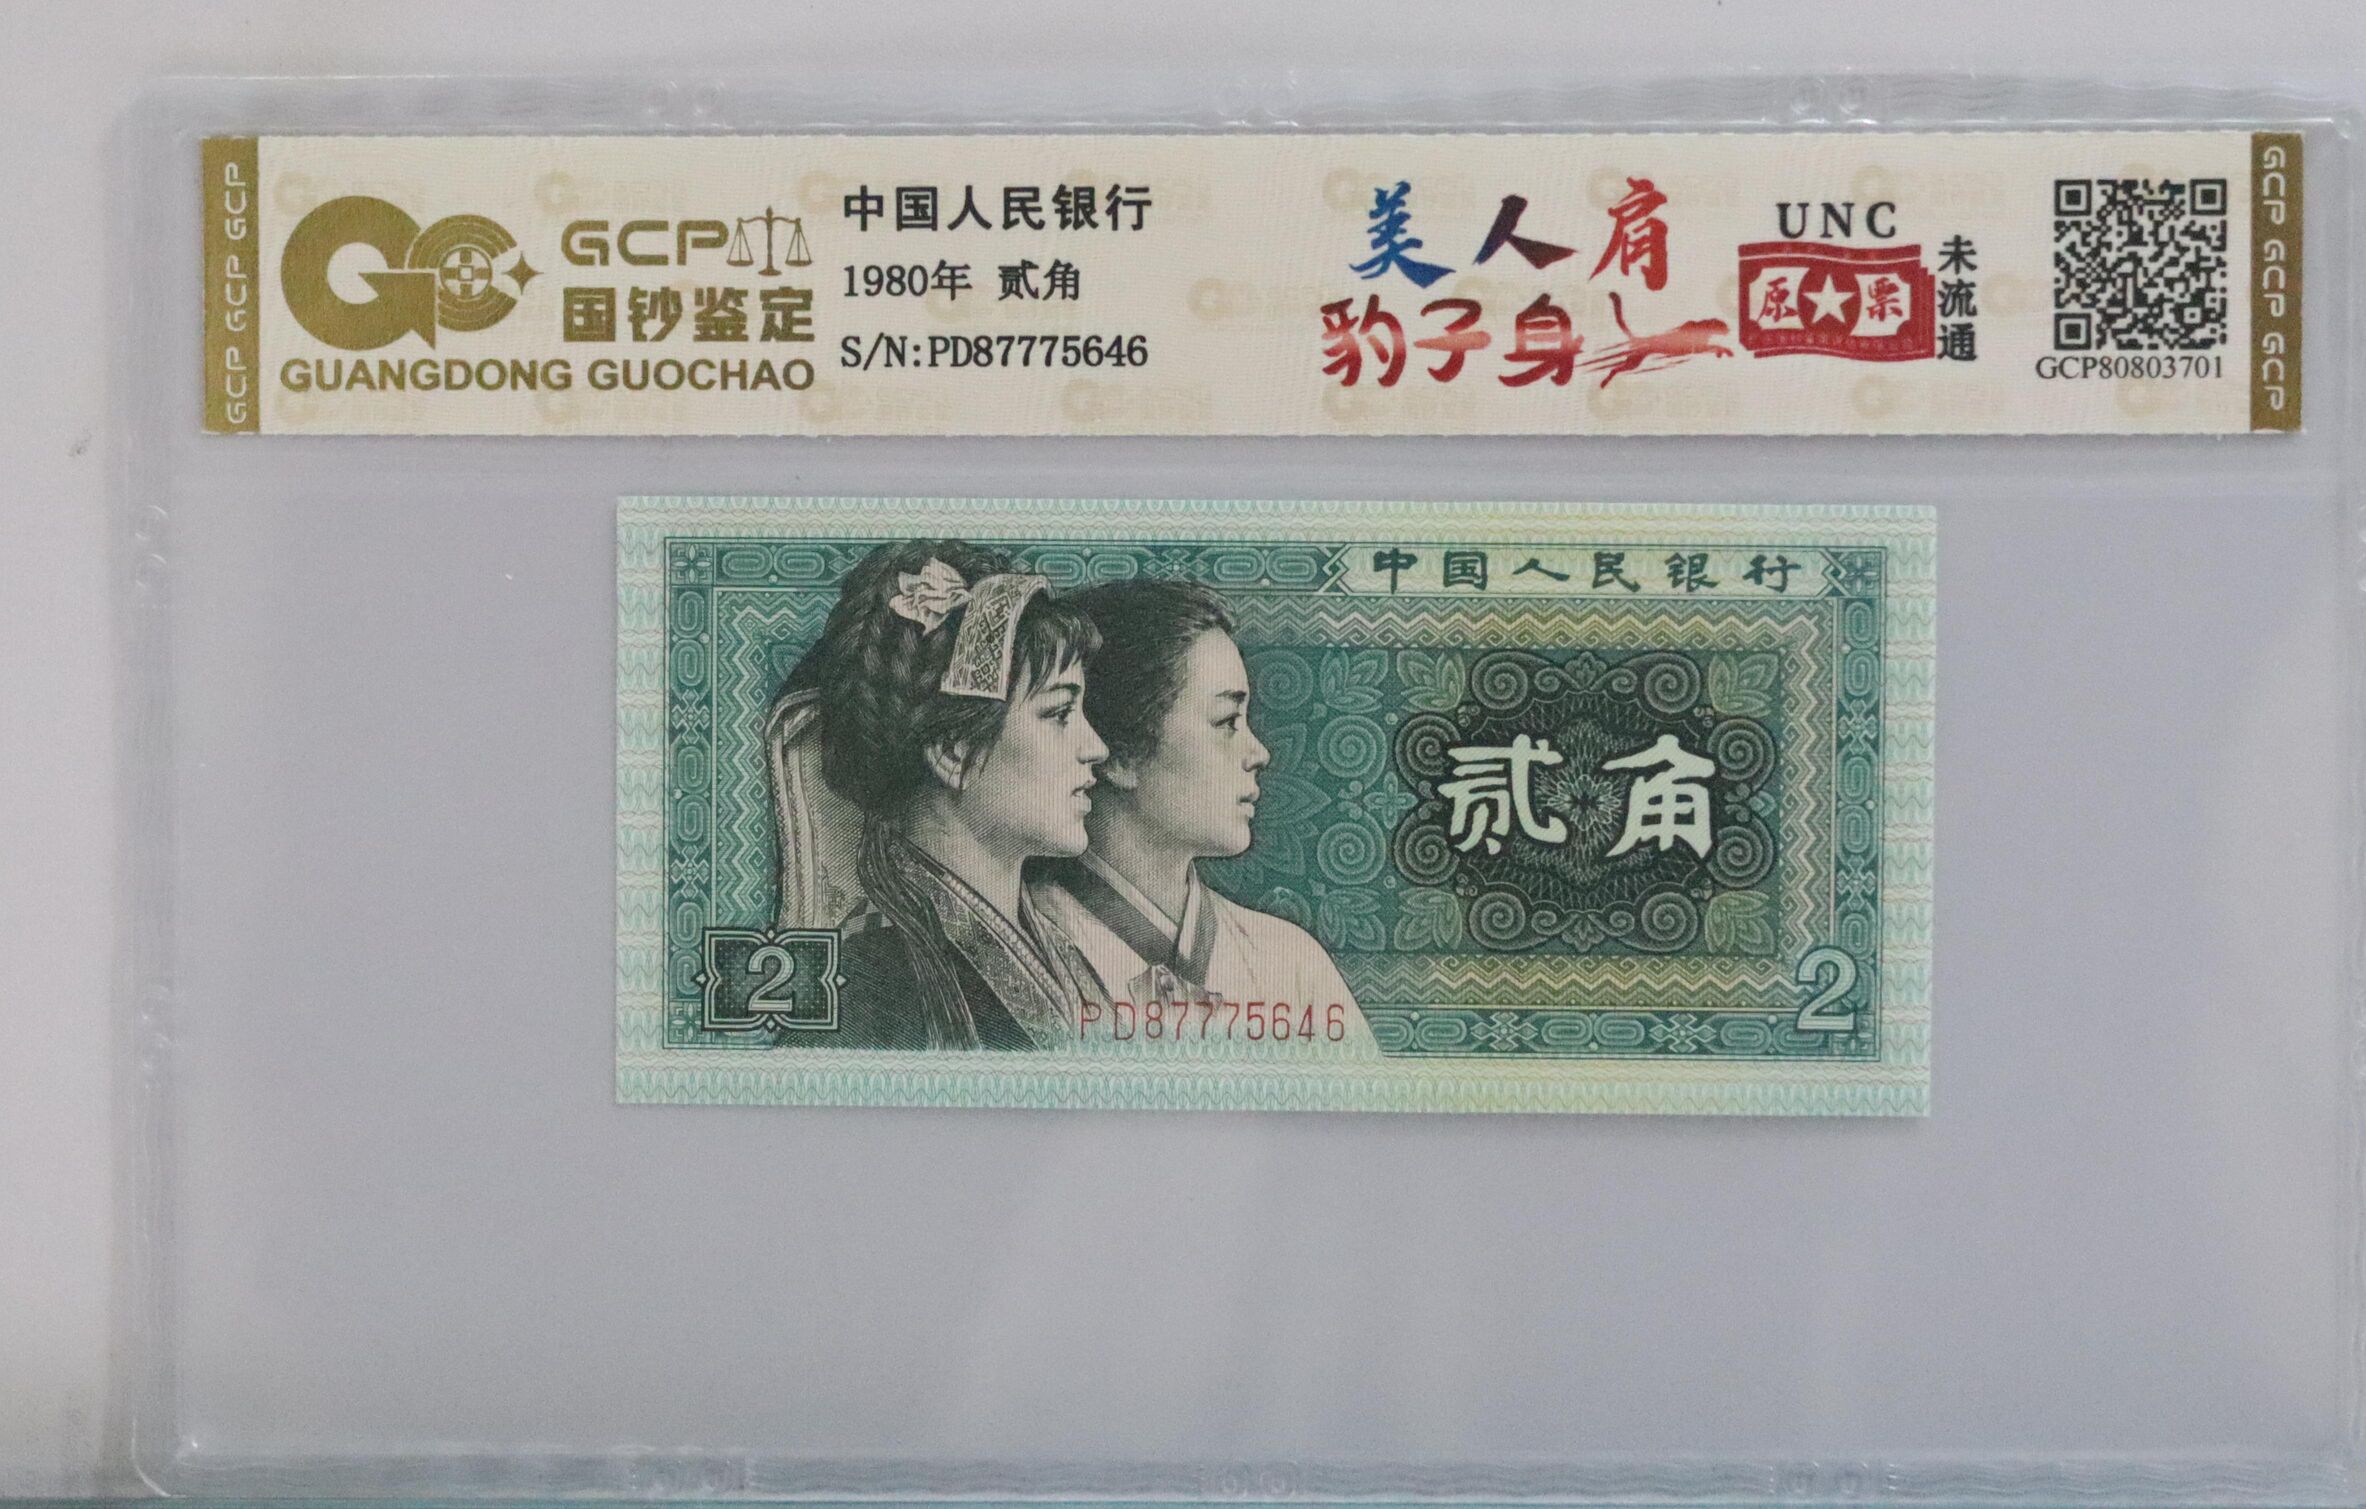 GCP GCP GCP
GCP
国钞鉴定
GUANGDONG GUOCHAO
中国人民银行
1980年 贰角
S/N:PD87775646
美人肩
豹子身
UNC
原票
未流通
GCP80803701
GCP GCP GCP
中国人民银行
贰角
2
PD87775646
2